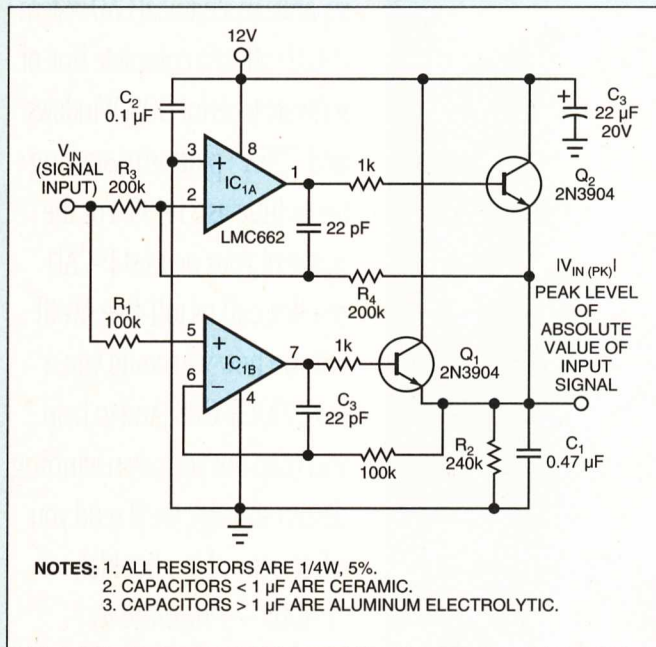 12V
C2
0.1 µF
C3
22 µF
20V
+
VIN
(SIGNAL
INPUT)
R3
200k
3
+
8
2
–
IC1A
1
1k
Q2
2N3904
LMC662
22 pF
R4
200k
|VIN (PK)|
PEAK LEVEL
OF
ABSOLUTE
VALUE OF
INPUT
SIGNAL
R1
100k
5
+
6
–
IC1B
7
4
1k
Q1
2N3904
C3
22 pF
100k
R2
240k
C1
0.47 µF
NOTES: 1. ALL RESISTORS ARE 1/4W, 5%.
2. CAPACITORS < 1 µF ARE CERAMIC.
3. CAPACITORS > 1 µF ARE ALUMINUM ELECTROLYTIC.